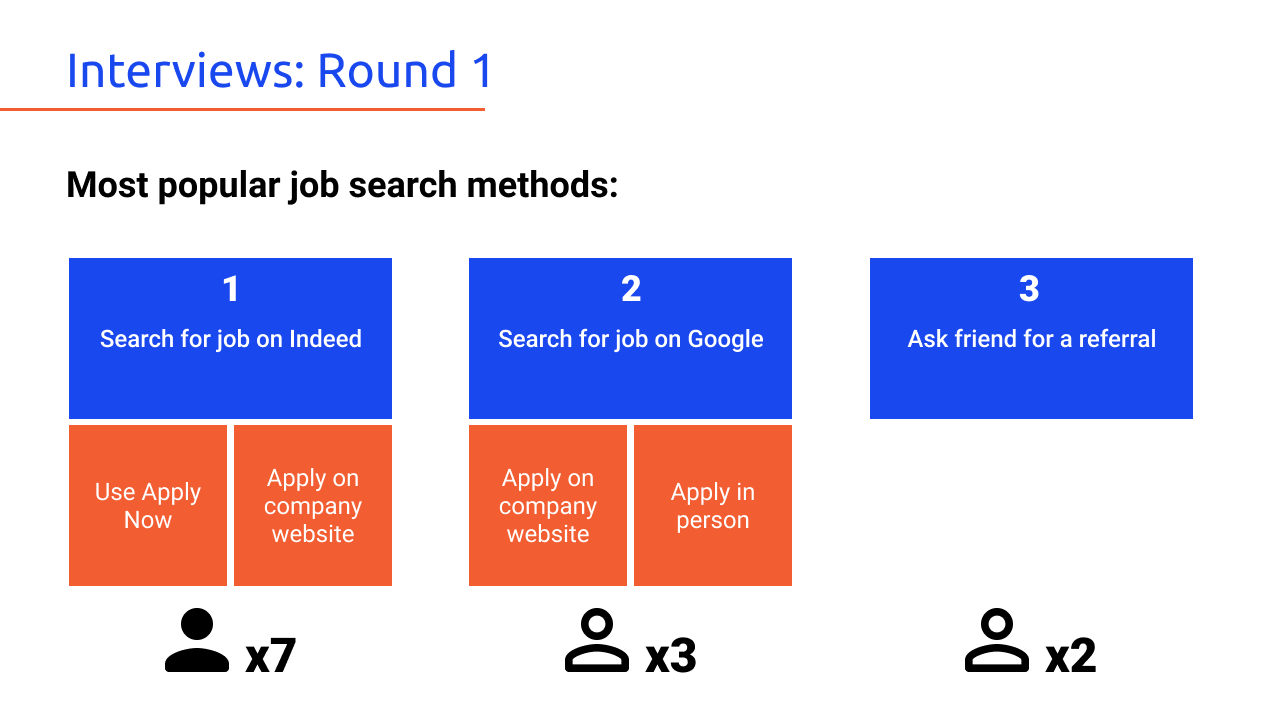 Interviews: Round 1
Most popular job search methods:
1
Search for job on Indeed
2
Search for job on Google
3
Ask friend for a referral
Use Apply
Now
Apply on
company
website
Apply on
company
website
Apply in
person
x7
x3
x2